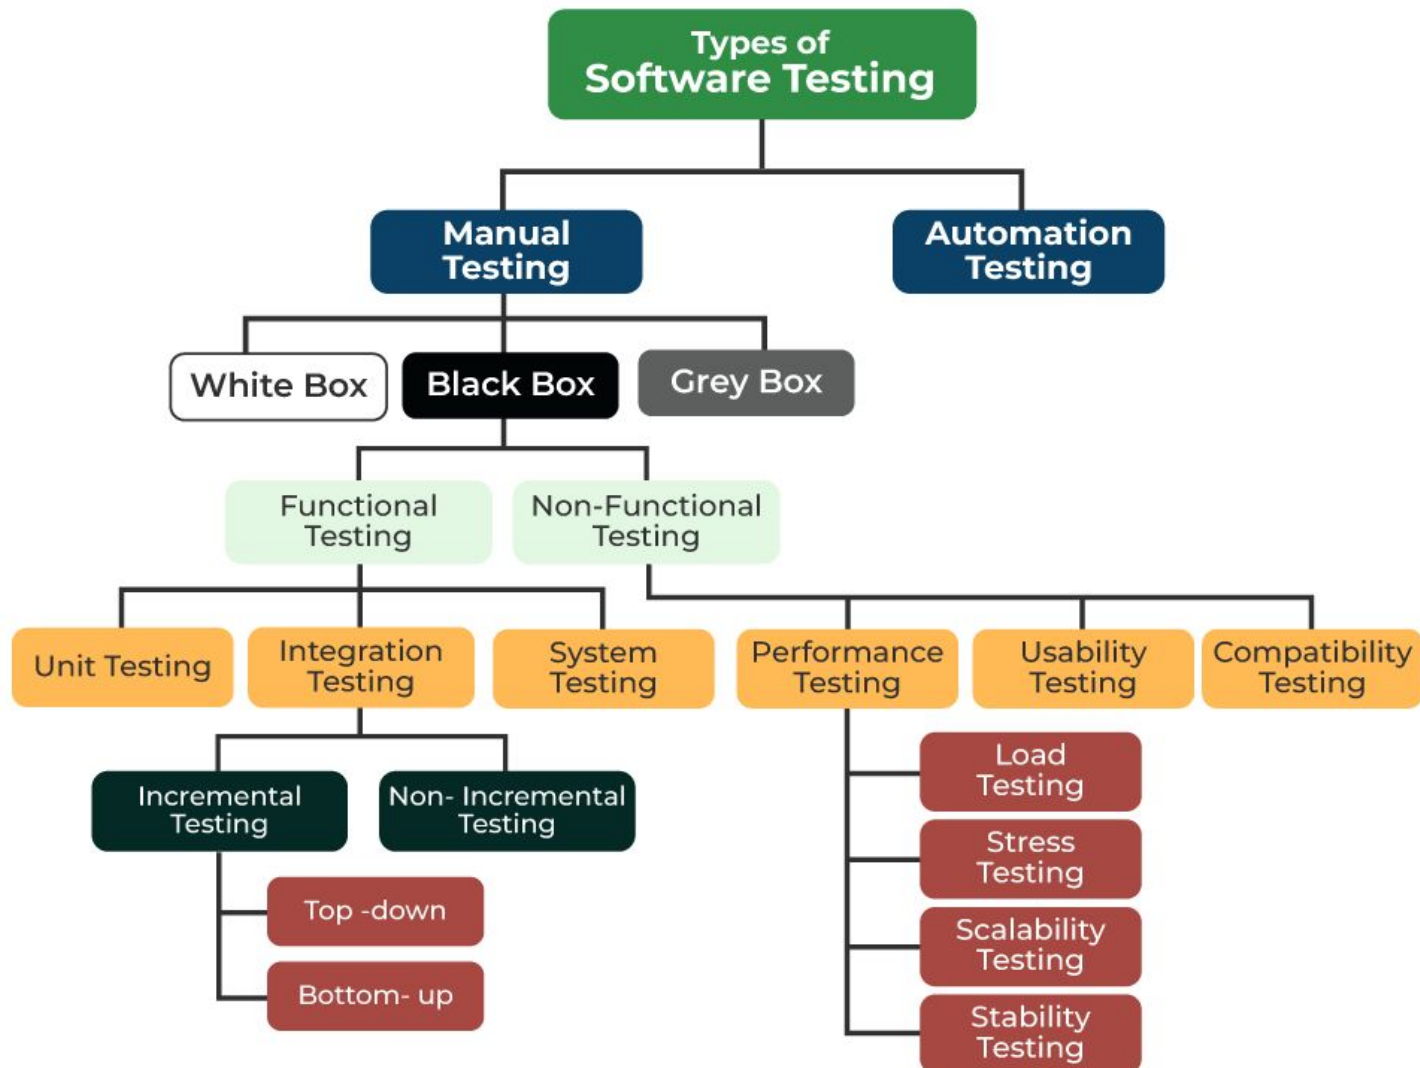 Types of
Software Testing
Manual
Testing
Automation
Testing
White Box
Black Box
Grey Box
Functional
Testing
Non-Functional
Testing
Unit Testing
Integration
Testing
System
Testing
Performance
Testing
Usability
Testing
Compatibility
Testing
Incremental
Testing
Non- Incremental
Testing
Top -down
Bottom- up
Load
Testing
Stress
Testing
Scalability
Testing
Stability
Testing